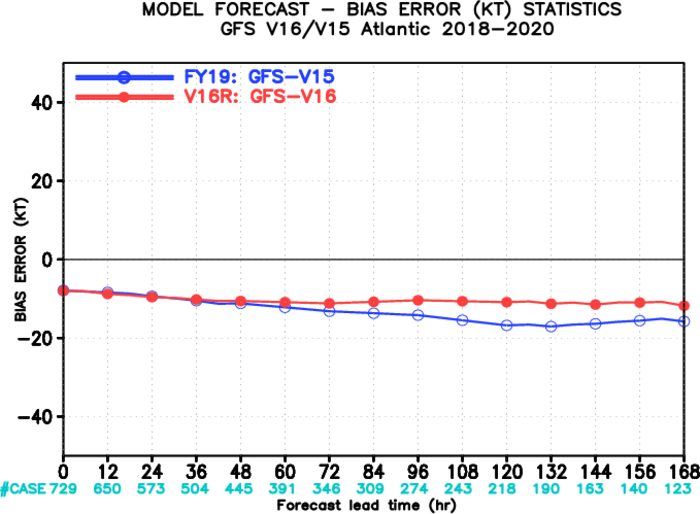 MODEL FORECAST – BIAS ERROR (KT) STATISTICS
GFS V16/V15 Atlantic 2018–2020
FY19: GFS–V15
V16R: GFS–V16
40
20
0
–20
–40
BIAS ERROR (KT)
0 12 24 36 48 60 72 84 96 108 120 132 144 156 168
#CASE 729 650 573 504 445 391 346 309 274 243 218 190 163 140 123
Forecast lead time (hr)